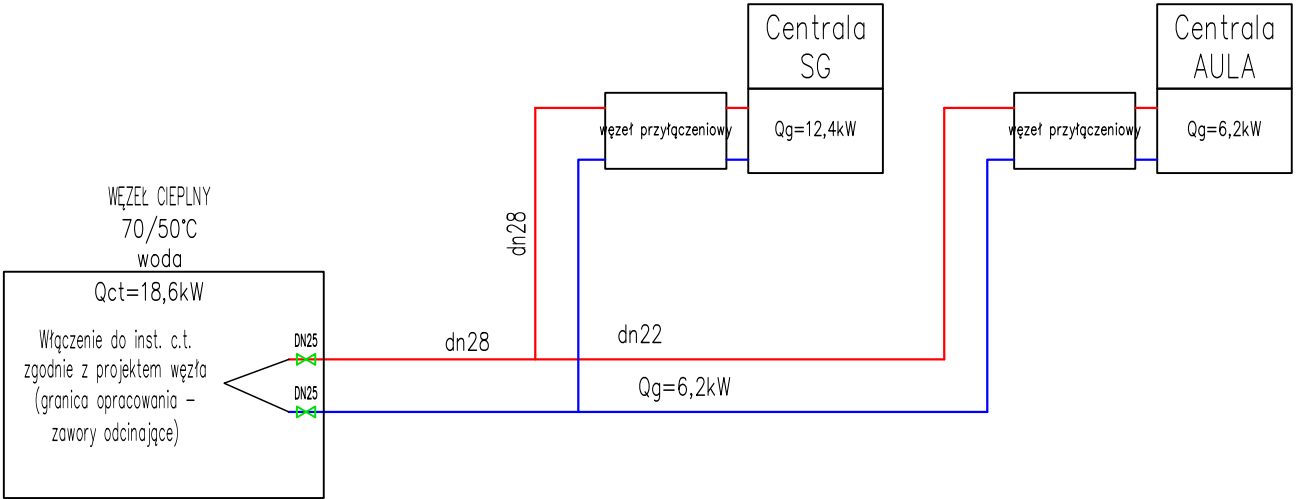 Centrala
SG
Centrala
AULA
węzeł przyłączeniowy
Qg=12,4kW
węzeł przyłączeniowy
Qg=6,2kW
WĘZEŁ CIEPLNY
70/50°C
woda
Qct=18,6kW
dn28
Włączenie do inst. c.t.
zgodnie z projektem węzła
(granica opracowania –
zawory odcinające)
DN25
DN25
dn28
dn22
Qg=6,2kW